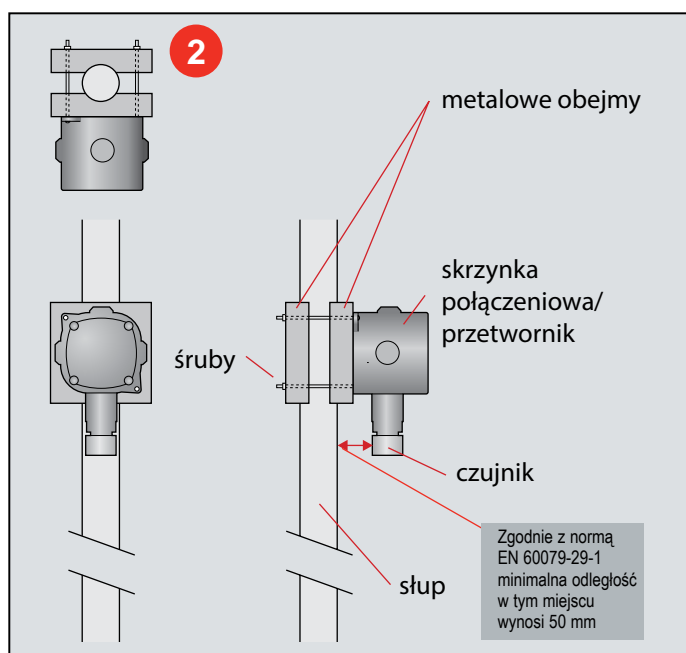 2
metalowe obejmy
skrzynka
połączeniowa/
przetwornik
śruby
czujnik
Zgodnie z normą
EN 60079-29-1
minimalna odległość
w tym miejscu
wynosi 50 mm
słup